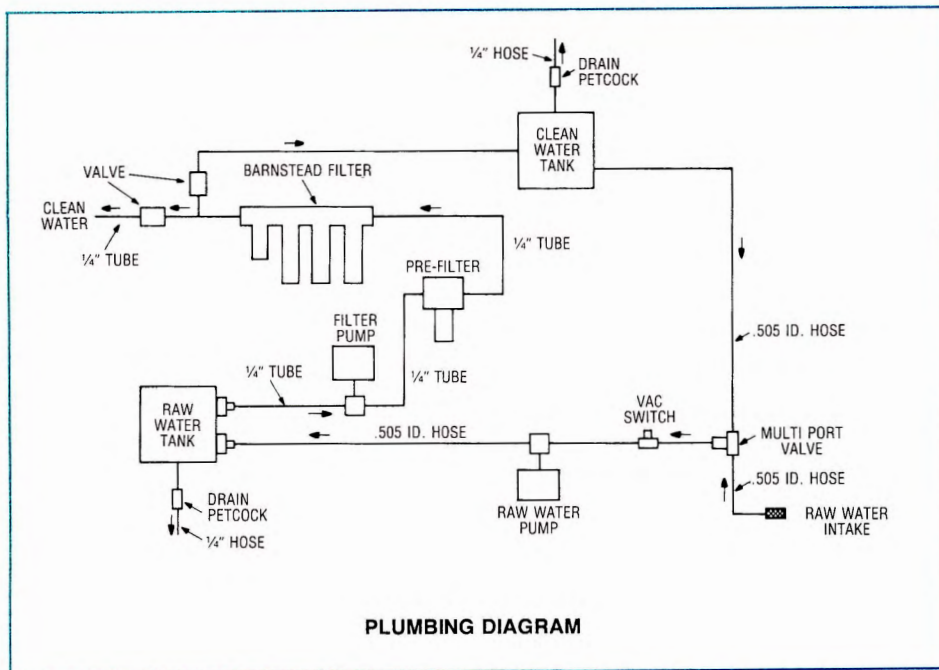 ¼" HOSE
DRAIN
PETCOCK
CLEAN
WATER
TANK
VALVE
BARNSTEAD FILTER
CLEAN
WATER
¼" TUBE
¼" TUBE
PRE-FILTER
FILTER
PUMP
¼" TUBE
¼" TUBE
.505 ID. HOSE
RAW
WATER
TANK
.505 ID. HOSE
VAC
SWITCH
MULTI PORT
VALVE
.505 ID. HOSE
DRAIN
PETCOCK
¼" HOSE
RAW WATER
PUMP
RAW WATER
INTAKE
PLUMBING DIAGRAM